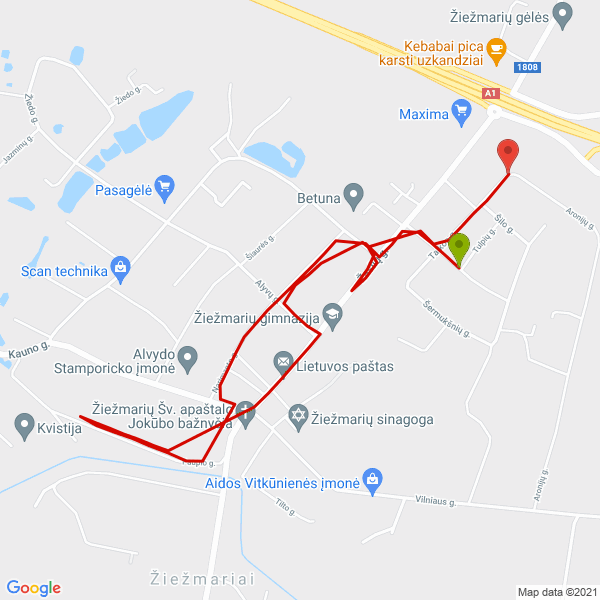 Žiežmarių gėlės
Kebabai pica
karsti uzkandziai
1808
A1
Maxima
Žiedo g.
Žiedo g.
Jazminų g.
Pasagėlė
Betuna
Aronijų g.
Šilo g.
Tulpių g.
Šiaurės g.
Scan technika
Alyvų g.
Žiežmarių gimnazija
Šermukšnių g.
Kauno g.
Alvydo
Stamporicko įmonė
Lietuvos paštas
Žiežmarių Šv. apaštalo
Jokūbo bažnyčia
Žiežmarių sinagoga
Kvistija
Aidos Vitkūnienės įmonė
Vilniaus g.
Tilto g.
Aronijų g.
Žiežmariai
Google
Map data ©2021